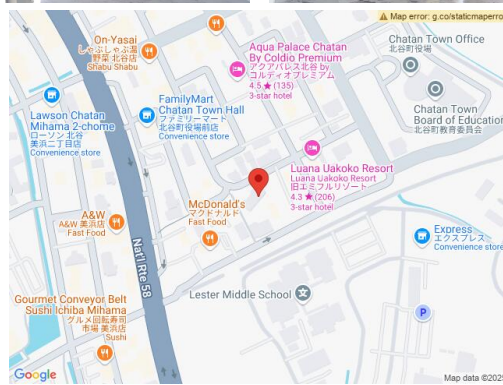 Map error: g.co/staticmaperro
On-Yasai
しゃぶしゃぶ温
野菜 北谷店
Shabu Shabu
Aqua Palace Chatan
By Coldio Premium
アクアパレス北谷 by
コルディオプレミアム
4.5 ★ (135)
3-star hotel
Chatan Town Office
北谷町役場
Chatan Town
Board of Education
北谷町教育委員会
FamilyMart
Chatan Town Hall
ファミリーマート
北谷町役場前店
Convenience store
Lawson Chatan
Mihama 2-chome
ローソン 北谷
美浜二丁目店
Convenience store
Luana Uakoko Resort
Luana Uakoko Resort
旧エミフルリゾート
4.3 ★ (206)
3-star hotel
McDonald's
マクドナルド
Fast Food
A&W
A&W 美浜店
Fast Food
Nat'l Rte 58
Express
エクスプレス
Convenience store
Lester Middle School
Gourmet Conveyor Belt
Sushi Ichiba Mihama
グルメ回転寿司
市場 美浜店
Sushi
P
Google
Map data ©202